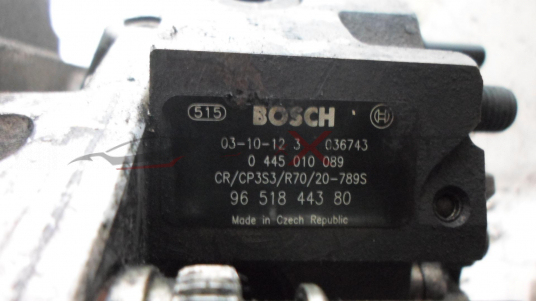 515 BOSCH
03-10-12 3 036743
0 445 010 089
CR/CP3S3/R70/20-789S
96 518 443 80
Made in Czech Republic